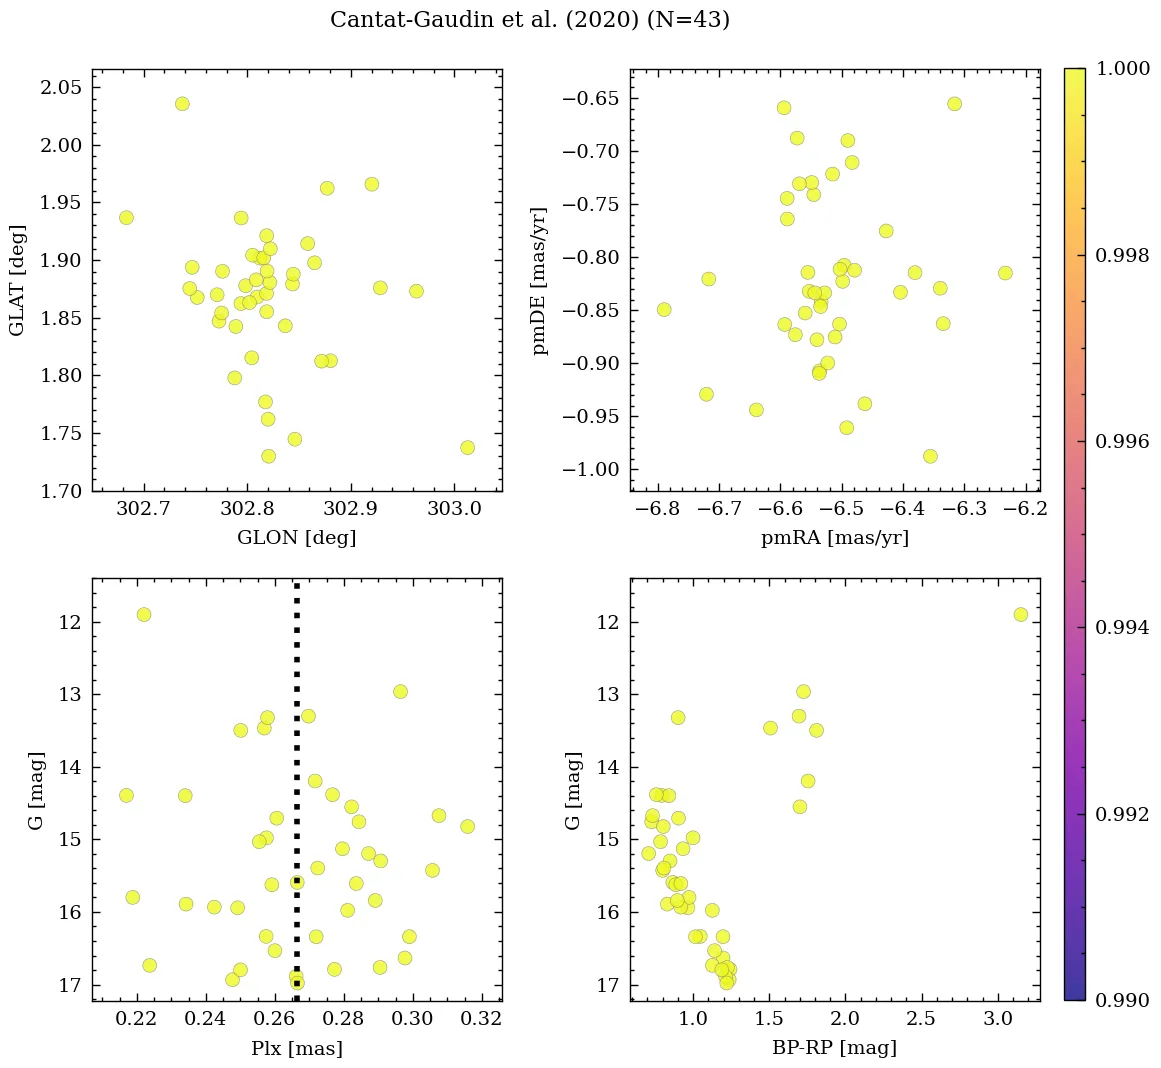 Cantat-Gaudin et al. (2020) (N=43)
2.05
2.00
1.95
1.90
1.85
1.80
1.75
1.70
GLAT [deg]
302.7 302.8 302.9 303.0
GLON [deg]
−0.65
−0.70
−0.75
−0.80
−0.85
−0.90
−0.95
−1.00
pmDE [mas/yr]
−6.8 −6.7 −6.6 −6.5 −6.4 −6.3 −6.2
pmRA [mas/yr]
12
13
14
15
16
17
G [mag]
0.22 0.24 0.26 0.28 0.30 0.32
Plx [mas]
12
13
14
15
16
17
G [mag]
1.0 1.5 2.0 2.5 3.0
BP-RP [mag]
1.000
0.998
0.996
0.994
0.992
0.990